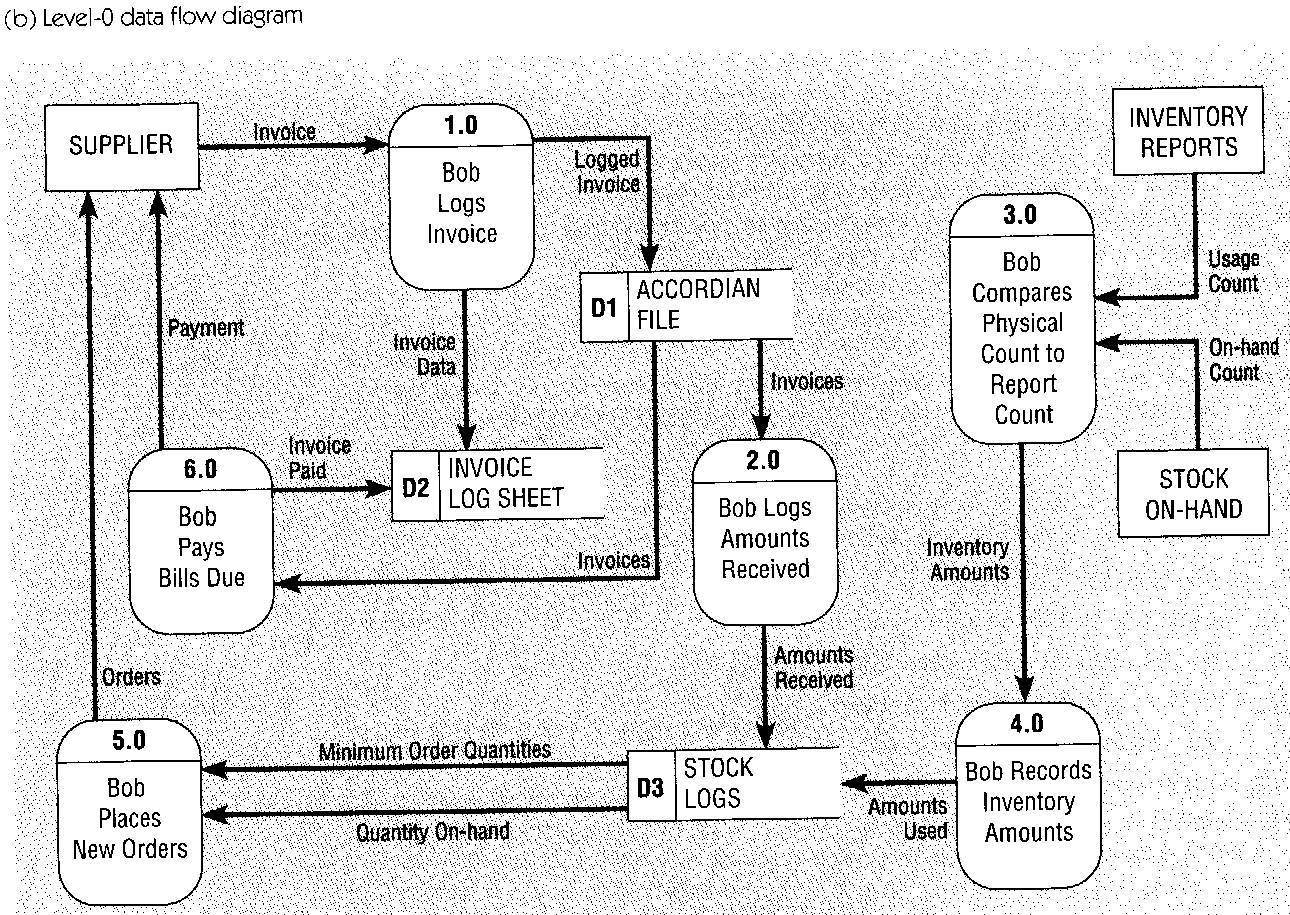 (b) Level-0 data flow diagram
SUPPLIER
Invoice
1.0
Bob
Logs
Invoice
Logged
Invoice
INVENTORY
REPORTS
3.0
Bob
Compares
Physical
Count to
Report
Count
Usage
Count
On-hand
Count
STOCK
ON-HAND
D1
ACCORDIAN
FILE
Payment
Invoice
Data
Invoices
6.0
Bob
Pays
Bills Due
Invoice
Paid
D2
INVOICE
LOG SHEET
2.0
Bob Logs
Amounts
Received
Invoices
Inventory
Amounts
Orders
Amounts
Received
5.0
Bob
Places
New Orders
Minimum Order Quantities
Quantity On-hand
D3
STOCK
LOGS
Amounts
Used
4.0
Bob Records
Inventory
Amounts